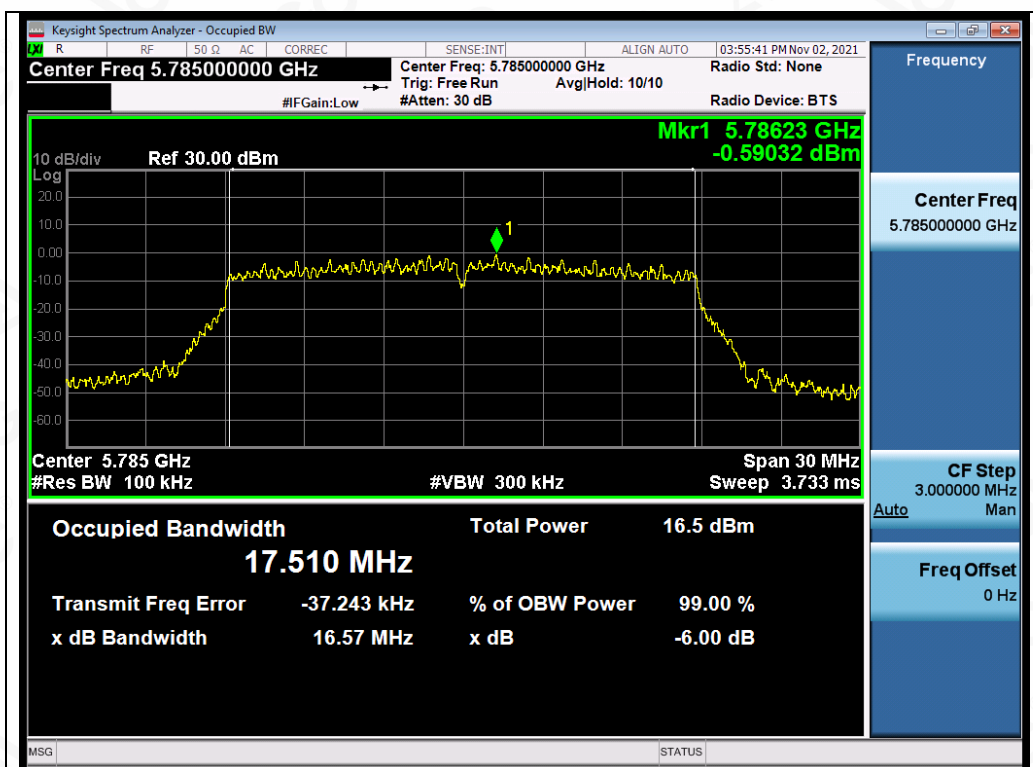 Keysight Spectrum Analyzer - Occupied BW
LXI R RF 50 Ω AC CORREC SENSE:INT ALIGN AUTO 03:55:41 PM Nov 02, 2021
Center Freq 5.785000000 GHz Center Freq: 5.785000000 GHz Radio Std: None
Trig: Free Run Avg|Hold: 10/10
#IFGain:Low #Atten: 30 dB Radio Device: BTS
Mkr1 5.78623 GHz
-0.59032 dBm
10 dB/div Ref 30.00 dBm
Log
20.0
10.0
1
0.00
-10.0
-20.0
-30.0
-40.0
-50.0
-60.0
Center 5.785 GHz Span 30 MHz
#Res BW 100 kHz #VBW 300 kHz Sweep 3.733 ms
Occupied Bandwidth Total Power 16.5 dBm
17.510 MHz
Transmit Freq Error -37.243 kHz % of OBW Power 99.00 %
x dB Bandwidth 16.57 MHz x dB -6.00 dB
MSG STATUS
Frequency
Center Freq
5.785000000 GHz
CF Step
3.000000 MHz
Auto Man
Freq Offset
0 Hz